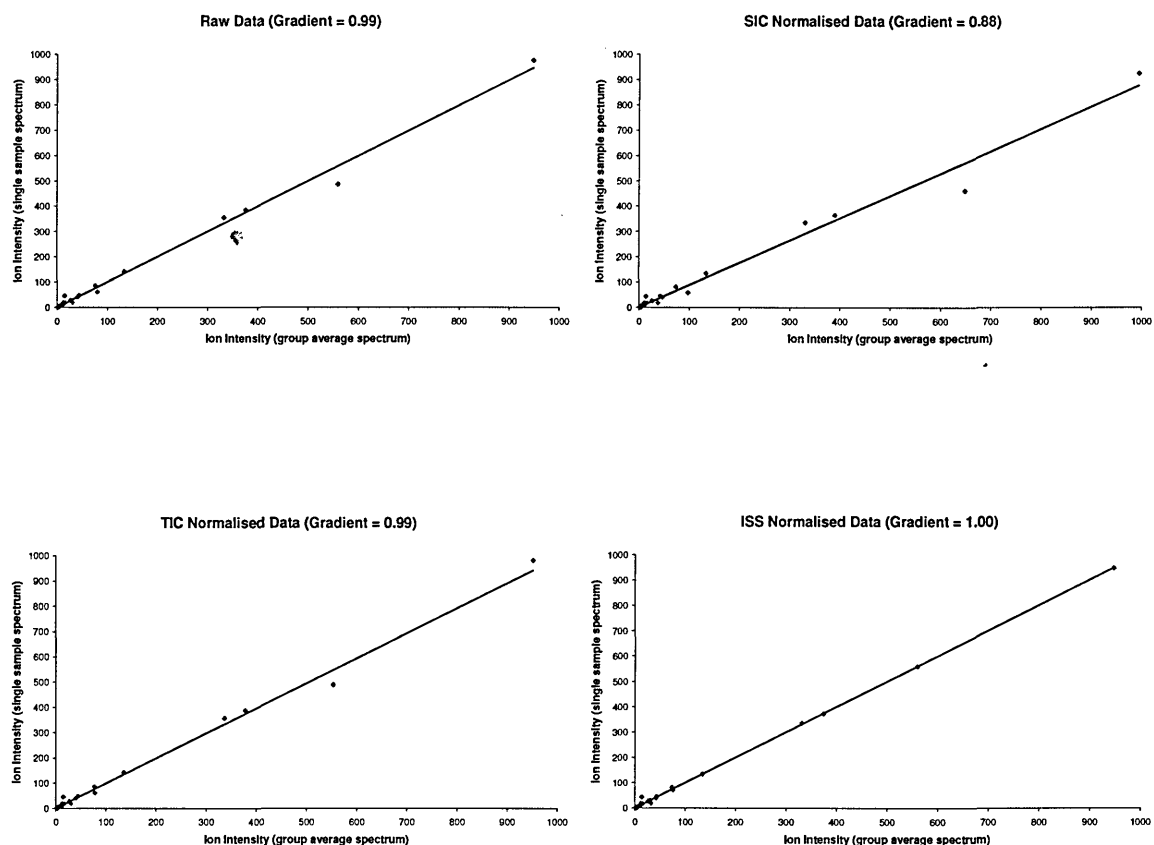 Raw Data (Gradient = 0.99)
Ion Intensity (single sample spectrum)
1000
900
800
700
600
500
400
300
200
100
0
0 100 200 300 400 500 600 700 800 900 1000
Ion Intensity (group average spectrum)
SIC Normalised Data (Gradient = 0.88)
Ion Intensity (single sample spectrum)
1000
900
800
700
600
500
400
300
200
100
0
0 100 200 300 400 500 600 700 800 900 1000
Ion Intensity (group average spectrum)
TIC Normalised Data (Gradient = 0.99)
Ion Intensity (single sample spectrum)
1000
900
800
700
600
500
400
300
200
100
0
0 100 200 300 400 500 600 700 800 900 1000
Ion Intensity (group average spectrum)
ISS Normalised Data (Gradient = 1.00)
Ion Intensity (single sample spectrum)
1000
900
800
700
600
500
400
300
200
100
0
0 100 200 300 400 500 600 700 800 900 1000
Ion Intensity (group average spectrum)